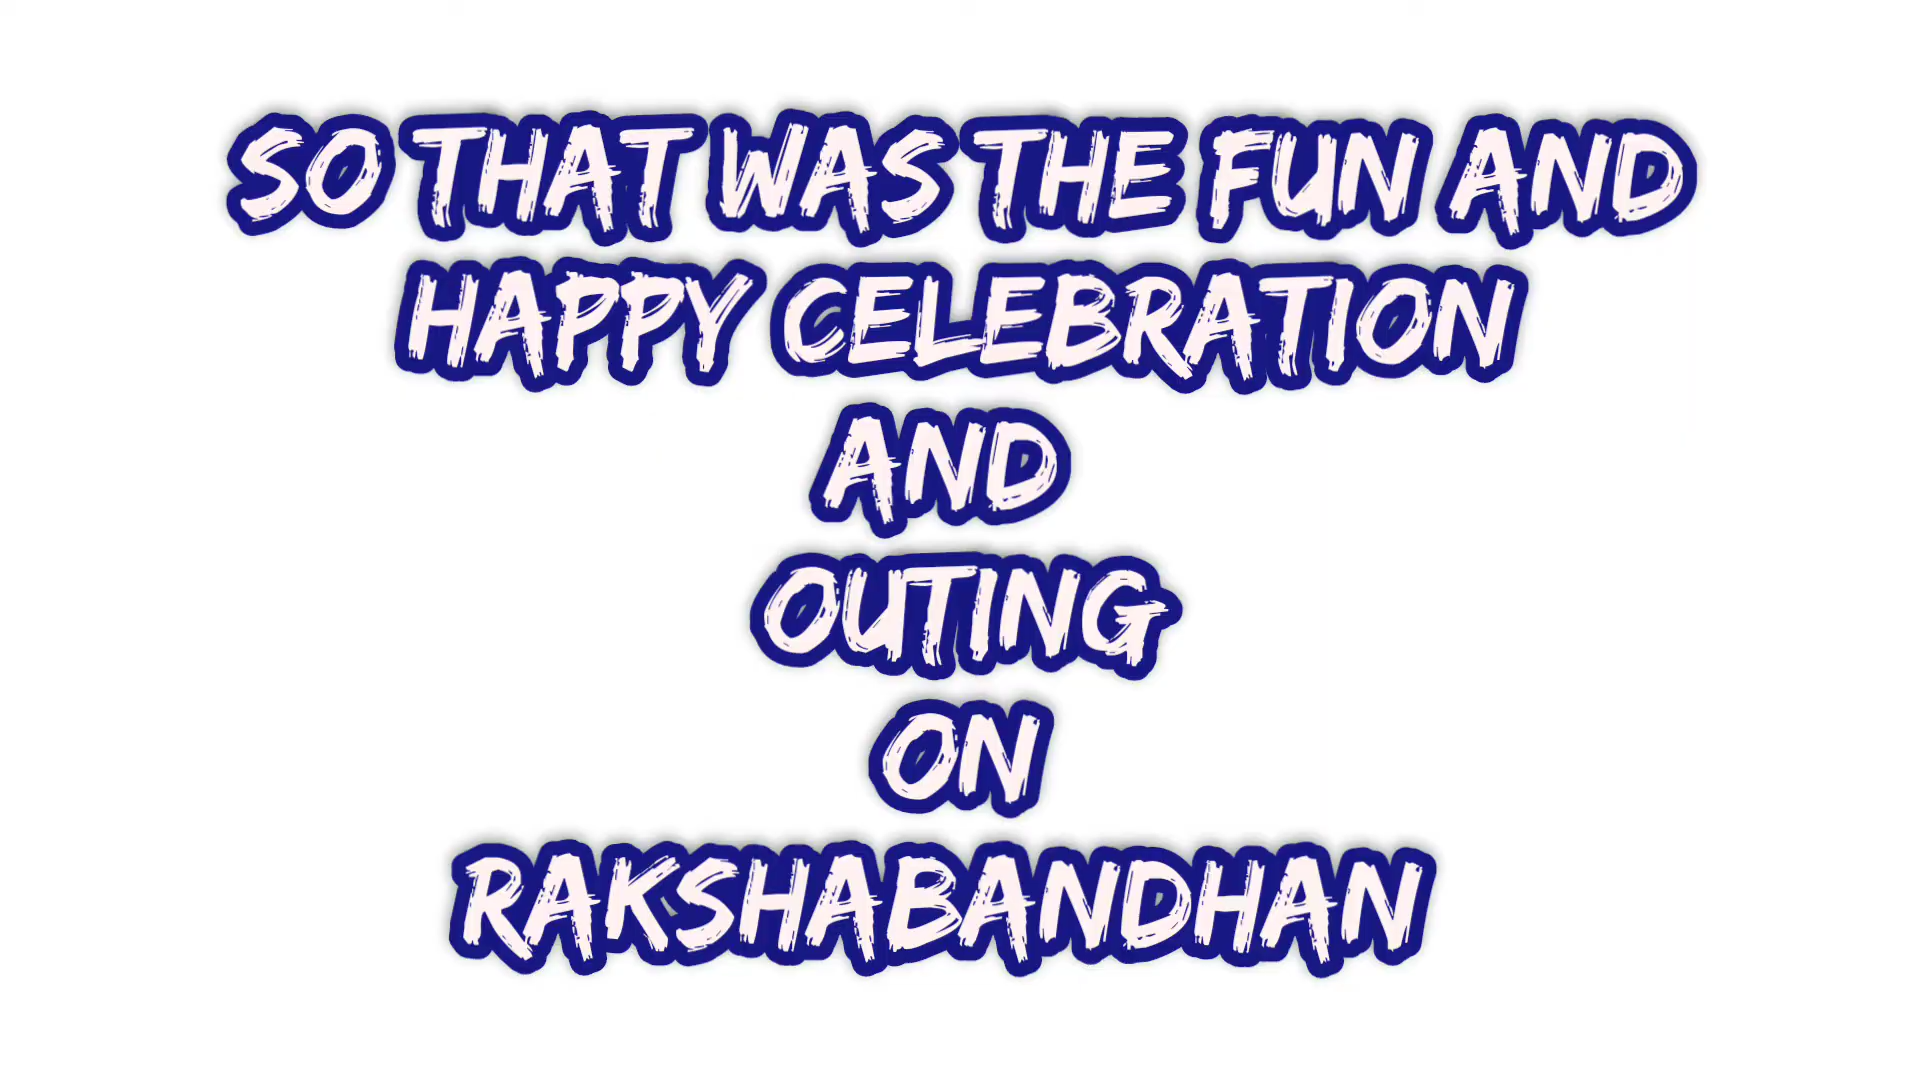 SO THAT WAS THE FUN AND
HAPPY CELEBRATION
AND
OUTING
ON
RAKSHABANDHAN